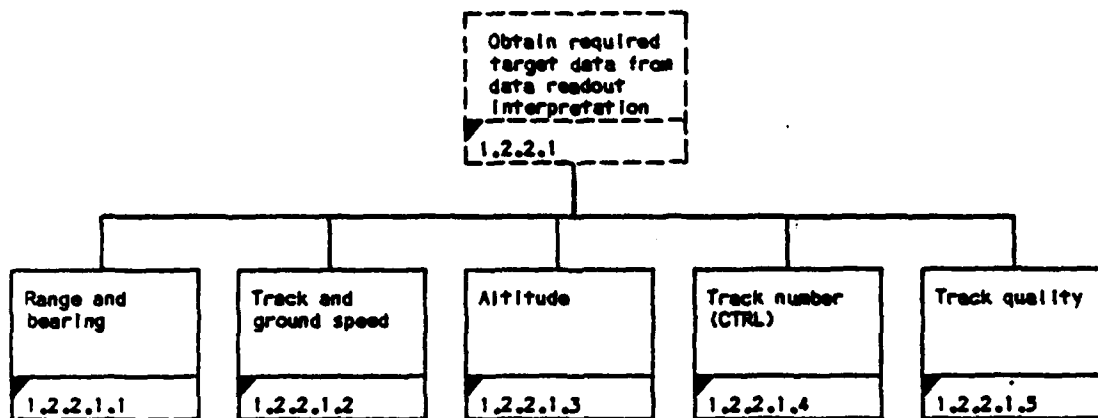 Obtain required
target data from
data readout
interpretation
1.2.2.1
Range and
bearing
1.2.2.1.1
Track and
ground speed
1.2.2.1.2
Altitude
1.2.2.1.3
Track number
(CTRL)
1.2.2.1.4
Track quality
1.2.2.1.5